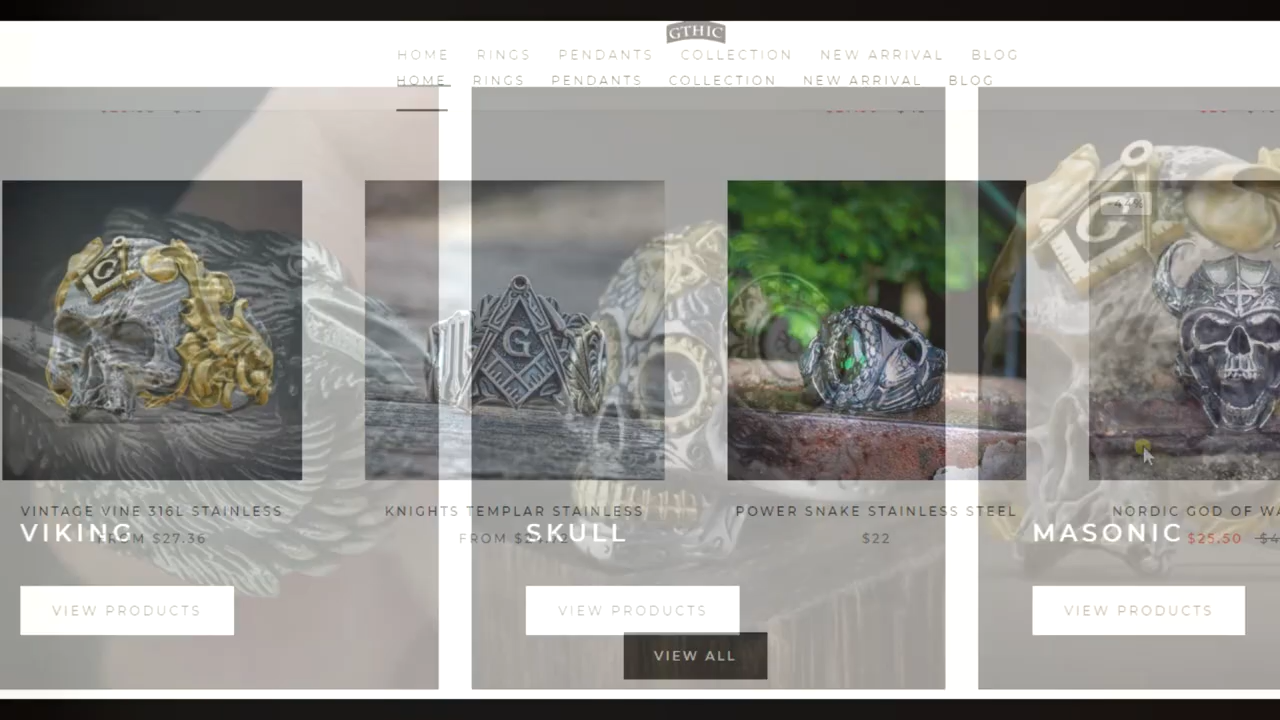 GTHIC
HOME RINGS PENDANTS COLLECTION NEW ARRIVAL BLOG
HOME RINGS PENDANTS COLLECTION NEW ARRIVAL BLOG
-44%
G
G
G
VINTAGE VINE 316L STAINLESS
KNIGHTS TEMPLAR STAINLESS
POWER SNAKE STAINLESS STEEL
NORDIC GOD OF WA
VIKING
SKULL
MASONIC
FROM $27.36
FROM
$22
$25.50
VIEW PRODUCTS
VIEW PRODUCTS
VIEW PRODUCTS
VIEW ALL